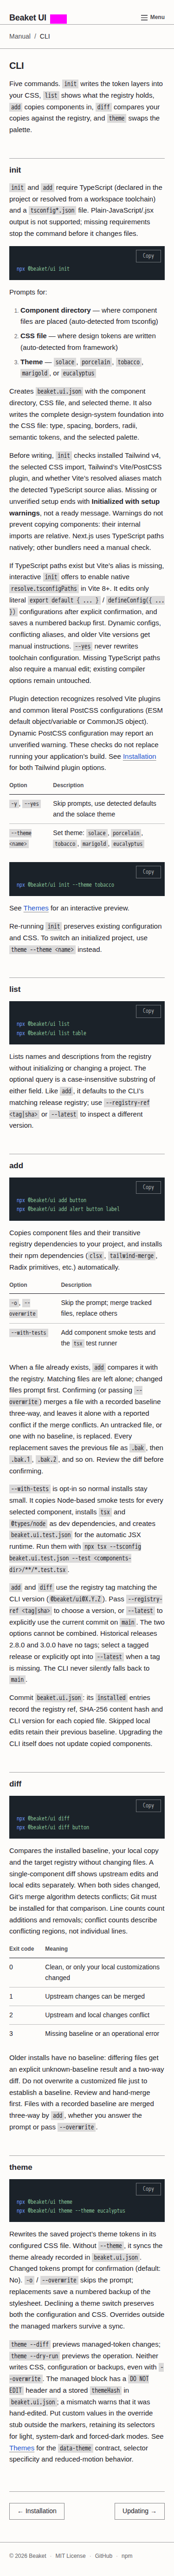 Beaket UI
Menu
Manual / CLI
CLI
Five commands. init writes the token layers into
your CSS, list shows what the registry holds,
add copies components in, diff compares your
copies against the registry, and theme swaps the
palette.
init
init and add require TypeScript (declared in the
project or resolved from a workspace toolchain)
and a tsconfig*.json file. Plain-JavaScript/.jsx
output is not supported; missing requirements
stop the command before it changes files.
Copy
npx @beaket/ui init
Prompts for:
1. Component directory — where component
files are placed (auto-detected from tsconfig)
2. CSS file — where design tokens are written
(auto-detected from framework)
3. Theme — solace, porcelain, tobacco,
marigold, or eucalyptus
Creates beaket.ui.json with the component
directory, CSS file, and selected theme. It also
writes the complete design-system foundation into
the CSS file: type, spacing, borders, radii,
semantic tokens, and the selected palette.
Before writing, init checks installed Tailwind v4,
the selected CSS import, Tailwind's Vite/PostCSS
plugin, and whether Vite's resolved aliases match
the detected TypeScript source alias. Missing or
unverified setup ends with Initialized with setup
warnings, not a ready message. Warnings do not
prevent copying components: their internal
imports are relative. Next.js uses TypeScript paths
natively; other bundlers need a manual check.
If TypeScript paths exist but Vite's alias is missing,
interactive init offers to enable native
resolve.tsconfigPaths in Vite 8+. It edits only
literal export default { ... } / defineConfig({ ...
}) configurations after explicit confirmation, and
saves a numbered backup first. Dynamic configs,
conflicting aliases, and older Vite versions get
manual instructions. --yes never rewrites
toolchain configuration. Missing TypeScript paths
also require a manual edit; existing compiler
options remain untouched.
Plugin detection recognizes resolved Vite plugins
and common literal PostCSS configurations (ESM
default object/variable or CommonJS object).
Dynamic PostCSS configuration may report an
unverified warning. These checks do not replace
running your application's build. See Installation
for both Tailwind plugin options.
Option Description
-y, --yes Skip prompts, use detected defaults
and the solace theme
--theme Set theme: solace, porcelain,
<name> tobacco, marigold, eucalyptus
Copy
npx @beaket/ui init --theme tobacco
See Themes for an interactive preview.
Re-running init preserves existing configuration
and CSS. To switch an initialized project, use
theme --theme <name> instead.
list
Copy
npx @beaket/ui list
npx @beaket/ui list table
Lists names and descriptions from the registry
without initializing or changing a project. The
optional query is a case-insensitive substring of
either field. Like add, it defaults to the CLI's
matching release registry; use --registry-ref
<tag|sha> or --latest to inspect a different
version.
add
Copy
npx @beaket/ui add button
npx @beaket/ui add alert button label
Copies component files and their transitive
registry dependencies to your project, and installs
their npm dependencies (clsx, tailwind-merge,
Radix primitives, etc.) automatically.
Option Description
-o, -- Skip the prompt; merge tracked
overwrite files, replace others
--with-tests Add component smoke tests and
the tsx test runner
When a file already exists, add compares it with
the registry. Matching files are left alone; changed
files prompt first. Confirming (or passing --
overwrite) merges a file with a recorded baseline
three-way, and leaves it alone with a reported
conflict if the merge conflicts. An untracked file, or
one with no baseline, is replaced. Every
replacement saves the previous file as .bak, then
.bak.1, .bak.2, and so on. Review the diff before
confirming.
--with-tests is opt-in so normal installs stay
small. It copies Node-based smoke tests for every
selected component, installs tsx and
@types/node as dev dependencies, and creates
beaket.ui.test.json for the automatic JSX
runtime. Run them with npx tsx --tsconfig
beaket.ui.test.json --test <components-
dir>/**/*.test.tsx.
add and diff use the registry tag matching the
CLI version (@beaket/ui@X.Y.Z). Pass --registry-
ref <tag|sha> to choose a version, or --latest to
explicitly use the current commit on main. The two
options cannot be combined. Historical releases
2.8.0 and 3.0.0 have no tags; select a tagged
release or explicitly opt into --latest when a tag
is missing. The CLI never silently falls back to
main.
Commit beaket.ui.json: its installed entries
record the registry ref, SHA-256 content hash and
CLI version for each copied file. Skipped local
edits retain their previous baseline. Upgrading the
CLI itself does not update copied components.
diff
Copy
npx @beaket/ui diff
npx @beaket/ui diff button
Compares the installed baseline, your local copy
and the target registry without changing files. A
single-component diff shows upstream edits and
local edits separately. When both sides changed,
Git's merge algorithm detects conflicts; Git must
be installed for that comparison. Line counts count
additions and removals; conflict counts describe
conflicting regions, not individual lines.
Exit code Meaning
0 Clean, or only your local customizations
changed
1 Upstream changes can be merged
2 Upstream and local changes conflict
3 Missing baseline or an operational error
Older installs have no baseline: differing files get
an explicit unknown-baseline result and a two-way
diff. Do not overwrite a customized file just to
establish a baseline. Review and hand-merge
first. Files with a recorded baseline are merged
three-way by add, whether you answer the
prompt or pass --overwrite.
theme
Copy
npx @beaket/ui theme
npx @beaket/ui theme --theme eucalyptus
Rewrites the saved project's theme tokens in its
configured CSS file. Without --theme, it syncs the
theme already recorded in beaket.ui.json.
Changed tokens prompt for confirmation (default:
No). -o / --overwrite skips the prompt;
replacements save a numbered backup of the
stylesheet. Declining a theme switch preserves
both the configuration and CSS. Overrides outside
the managed markers survive a sync.
theme --diff previews managed-token changes;
theme --dry-run previews the operation. Neither
writes CSS, configuration or backups, even with -
-overwrite. The managed block has a DO NOT
EDIT header and a stored themeHash in
beaket.ui.json; a mismatch warns that it was
hand-edited. Put custom values in the override
stub outside the markers, retaining its selectors
for light, system-dark and forced-dark modes. See
Themes for the data-theme contract, selector
specificity and reduced-motion behavior.
← Installation
Updating →
© 2026 Beaket · MIT License · GitHub · npm